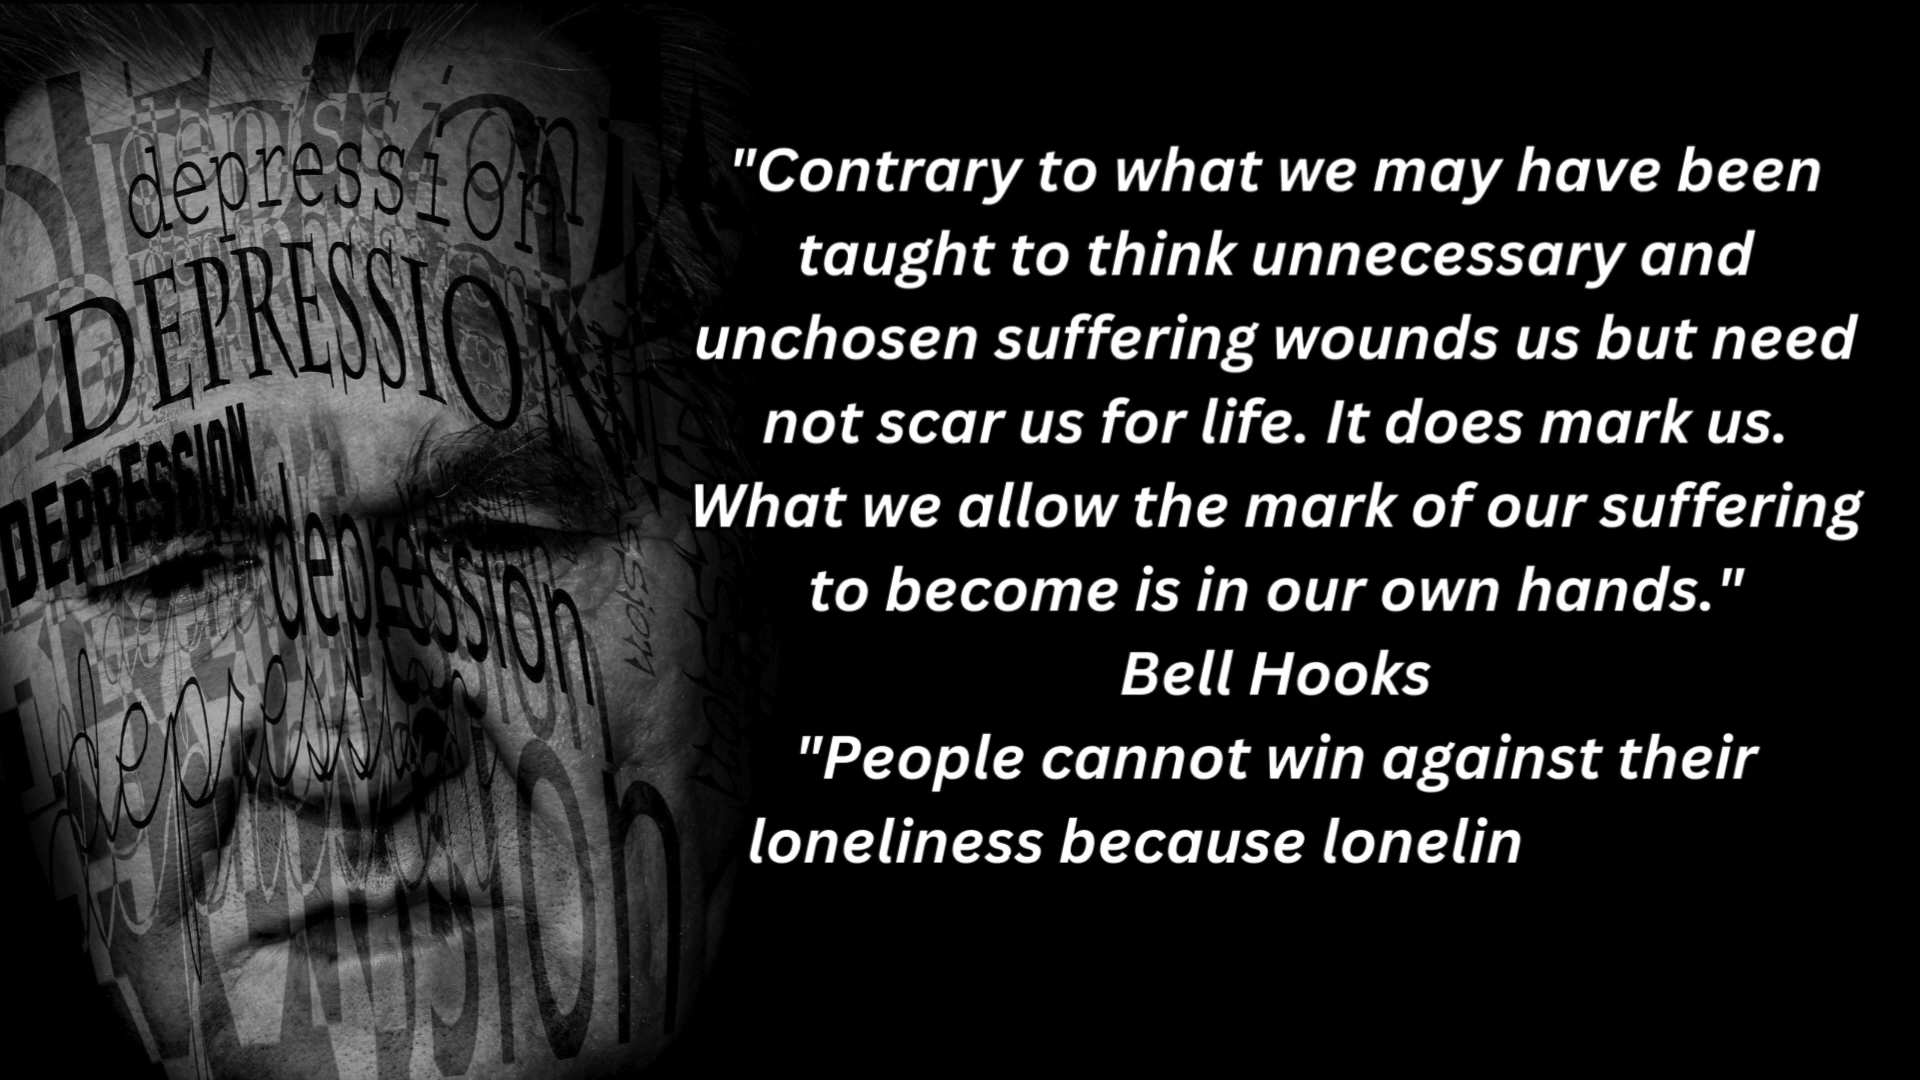 depression
DEPRESSION
DEPRESSION
depression
depression
"Contrary to what we may have been
taught to think unnecessary and
unchosen suffering wounds us but need
not scar us for life. It does mark us.
What we allow the mark of our suffering
to become is in our own hands."
Bell Hooks
"People cannot win against their
loneliness because lonelin